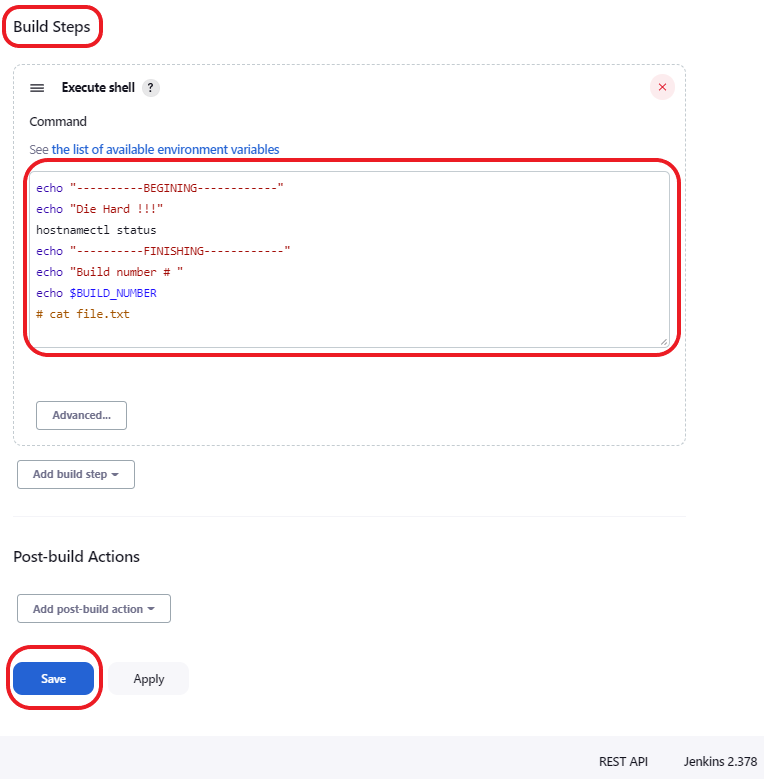 Build Steps
Execute shell ?
Command
See the list of available environment variables
echo "----------BEGINING------------"
echo "Die Hard !!!"
hostnamectl status
echo "----------FINISHING------------"
echo "Build number # "
echo $BUILD_NUMBER
# cat file.txt
Advanced...
Add build step
Post-build Actions
Add post-build action
Save Apply
REST API Jenkins 2.378